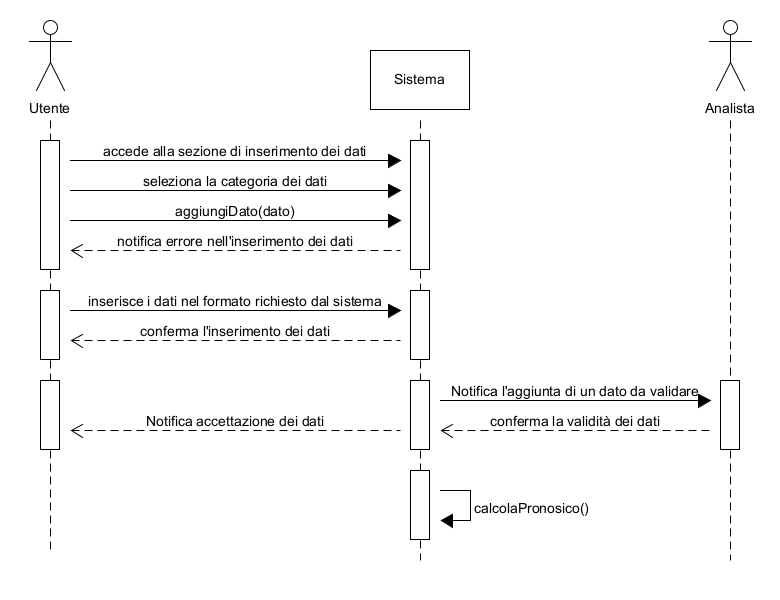 Utente
Sistema
Analista
accede alla sezione di inserimento dei dati
seleziona la categoria dei dati
aggiungiDato(dato)
notifica errore nell'inserimento dei dati
inserisce i dati nel formato richiesto dal sistema
conferma l'inserimento dei dati
Notifica l'aggiunta di un dato da validare
Notifica accettazione dei dati
conferma la validità dei dati
calcolaPronosico()